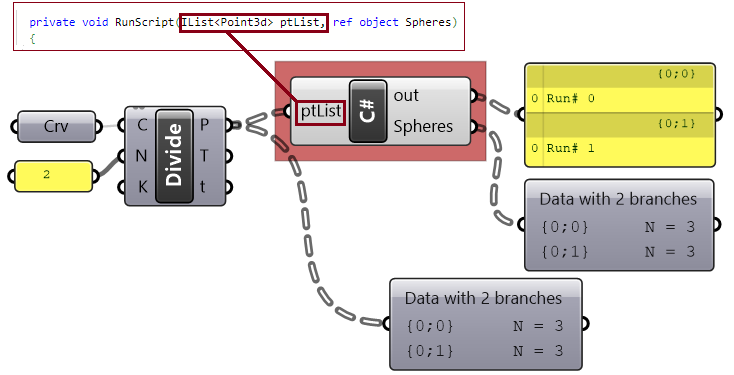 private void RunScript(IList<Point3d> ptList, ref object Spheres)
{
Crv
2
C
N
K
Divide
P
T
t
ptList
C#
out
Spheres
{0;0}
0 Run# 0
{0;1}
0 Run# 1
Data with 2 branches
{0;0} N = 3
{0;1} N = 3
Data with 2 branches
{0;0} N = 3
{0;1} N = 3